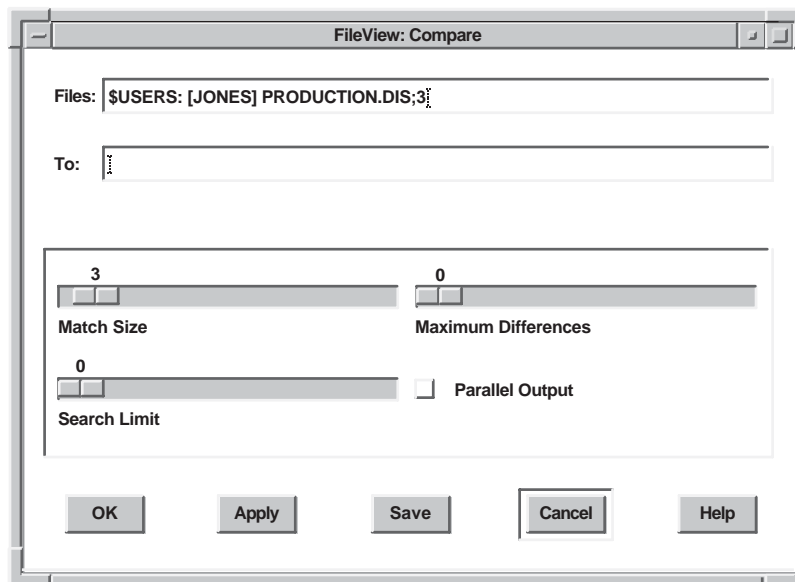 FileView: Compare
Files: $USERS: [JONES] PRODUCTION.DIS;3
To:
3
0
Match Size
Maximum Differences
0
Parallel Output
Search Limit
OK
Apply
Save
Cancel
Help